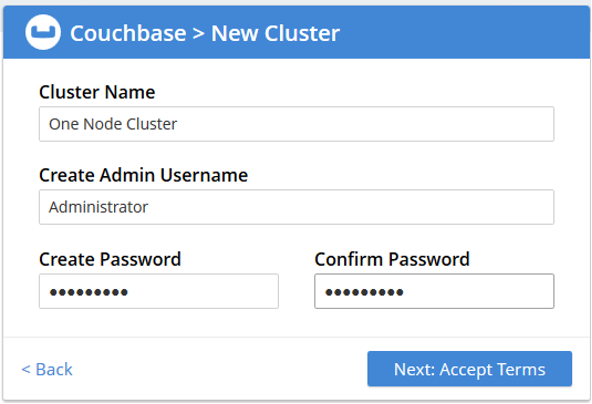 Couchbase > New Cluster
Cluster Name
One Node Cluster
Create Admin Username
Administrator
Create Password Confirm Password
●●●●●●●●● ●●●●●●●●●
< Back Next: Accept Terms